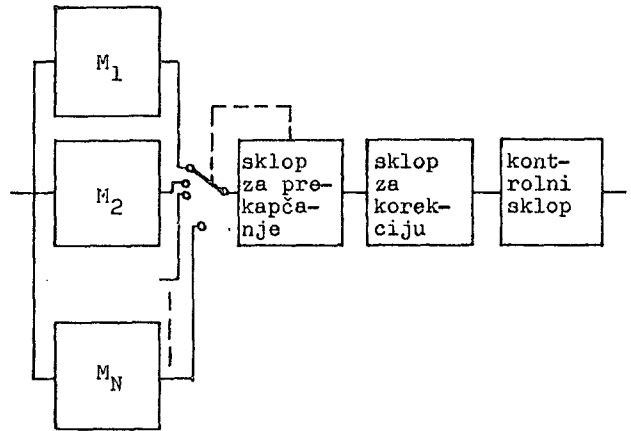 M1
M2
MN
sklop
za pre-
kapča-
nje
sklop
za
korek-
ciju
kont-
rolni
sklop